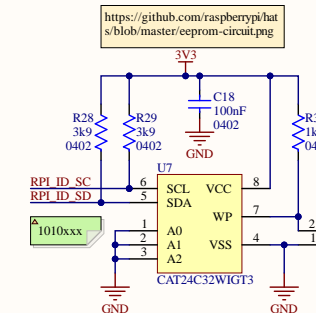 https://github.com/raspberrypi/hat
s/blob/master/eeprom-circuit.png
3V3
C18
100nF
0402
GND
R28
3k9
0402
R29
3k9
0402
U7
RPI_ID_SC
RPI_ID_SD
6
5
SCL
SDA
VCC
8
WP
7
1010xxx
1
2
3
A0
A1
A2
VSS
4
CAT24C32WIGT3
GND
GND